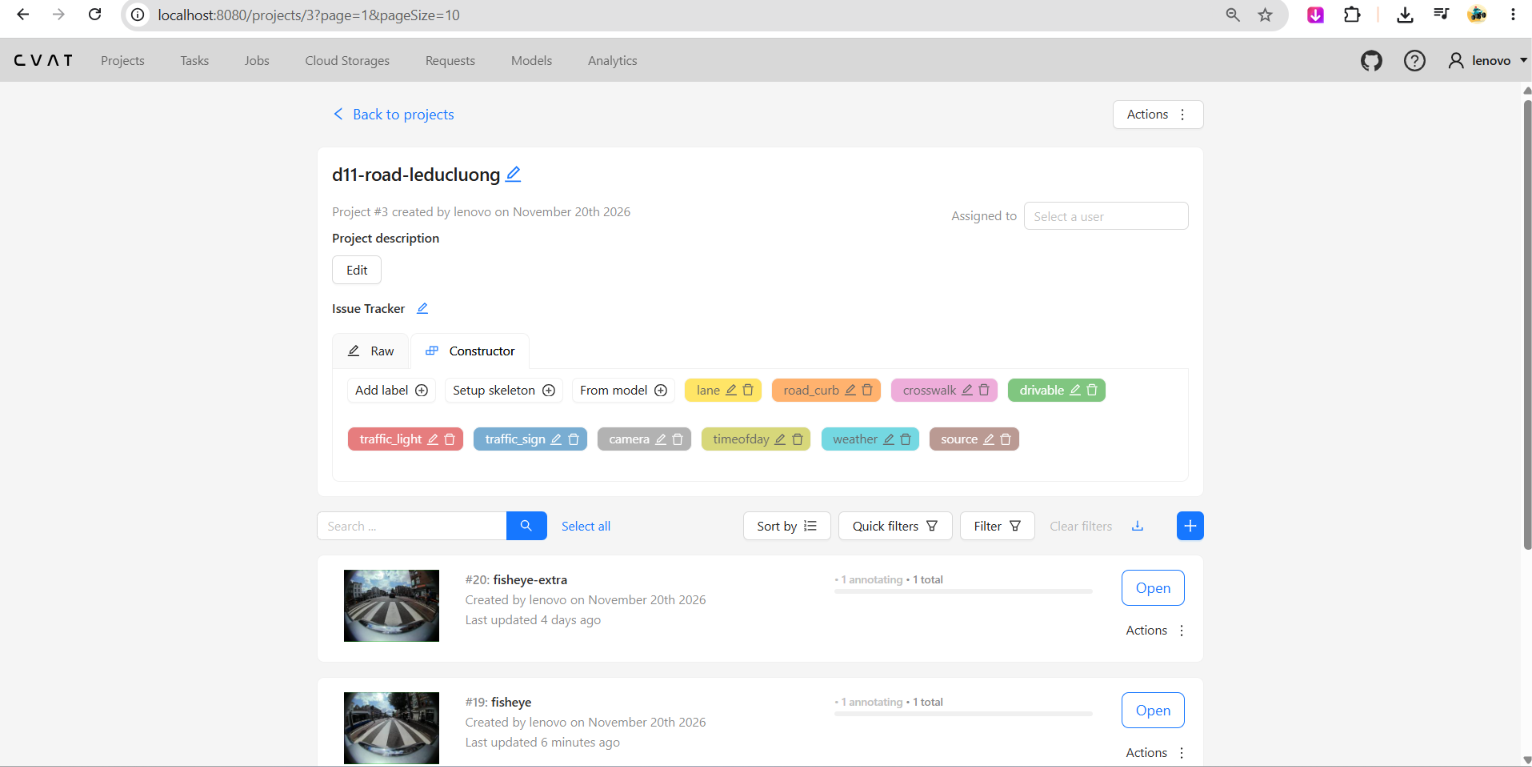 localhost:8080/projects/3?page=1&pageSize=10
CVAT Projects Tasks Jobs Cloud Storages Requests Models Analytics lenovo
Back to projects Actions
d11-road-leducluong
Project #3 created by lenovo on November 20th 2026
Assigned to Select a user
Project description
Edit
Issue Tracker
Raw Constructor
Add label Setup skeleton From model lane road_curb crosswalk drivable
traffic_light traffic_sign camera timeofday weather source
Search ... Select all Sort by Quick filters Filter Clear filters
#20: fisheye-extra
Created by lenovo on November 20th 2026
Last updated 4 days ago
• 1 annotating • 1 total
Open
Actions
#19: fisheye
Created by lenovo on November 20th 2026
Last updated 6 minutes ago
• 1 annotating • 1 total
Open
Actions